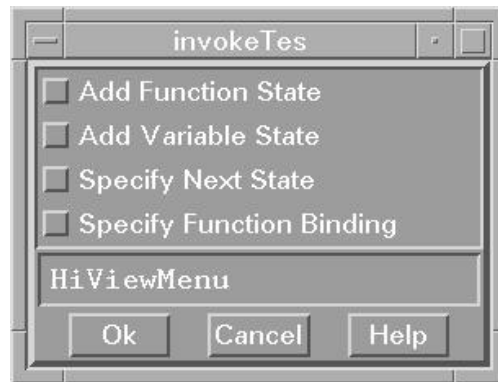 invokeTes
Add Function State
Add Variable State
Specify Next State
Specify Function Binding
HiViewMenu
Ok Cancel Help